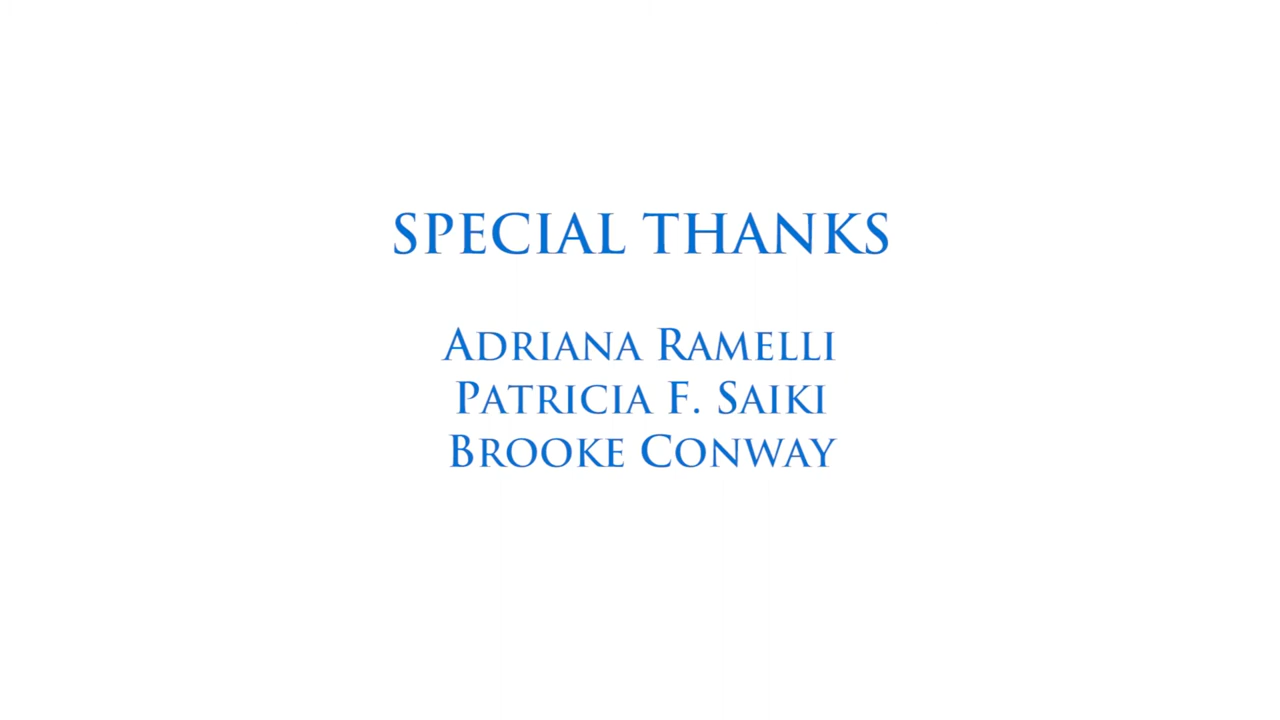 SPECIAL THANKS
Adriana Ramelli
Patricia F. Saiki
Brooke Conway